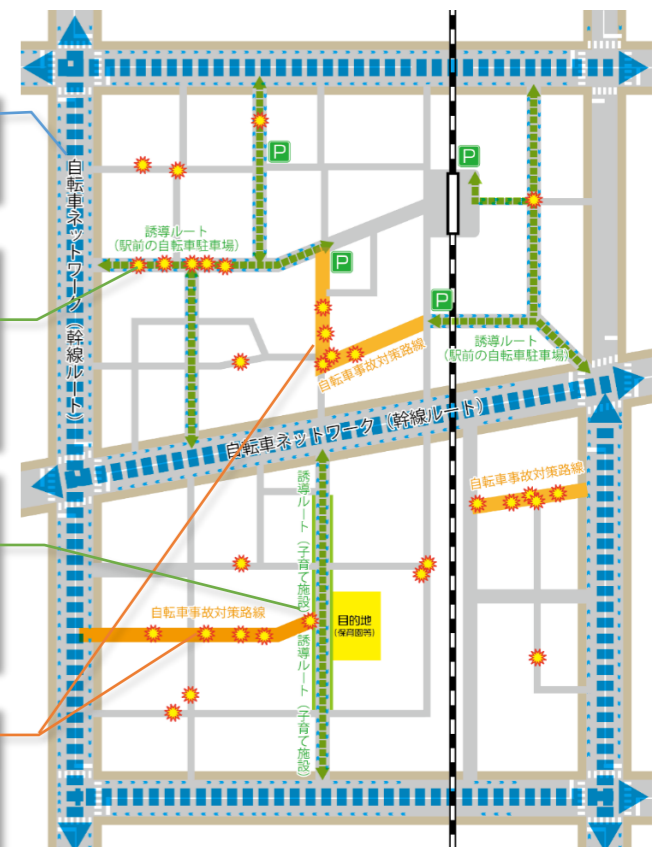 P
P
自転車ネットワーク（幹線ルート）
誘導ルート
（駅前の自転車駐車場）
P
P
誘導ルート
（駅前の自転車駐車場）
自転車事故対策路線
自転車ネットワーク（幹線ルート）
自転車事故対策路線
誘導ルート（子育て施設）
自転車事故対策路線
目的地
（保育園等）
誘導ルート（子育て施設）